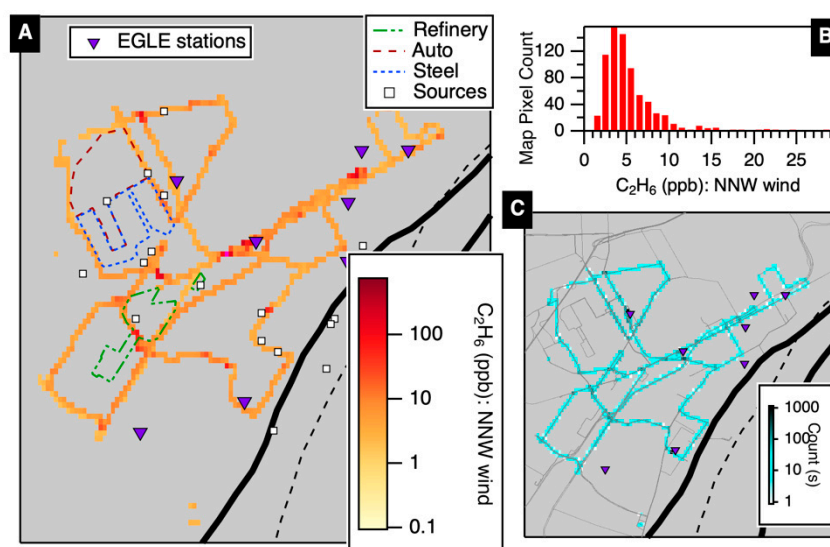 A
EGLE stations
Refinery
Auto
Steel
Sources
C₂H₆ (ppb): NNW wind
100
10
1
0.1
B
Map Pixel Count
120
80
40
0
0 5 10 15 20 25
C₂H₆ (ppb): NNW wind
C
Count (s)
1000
100
10
1